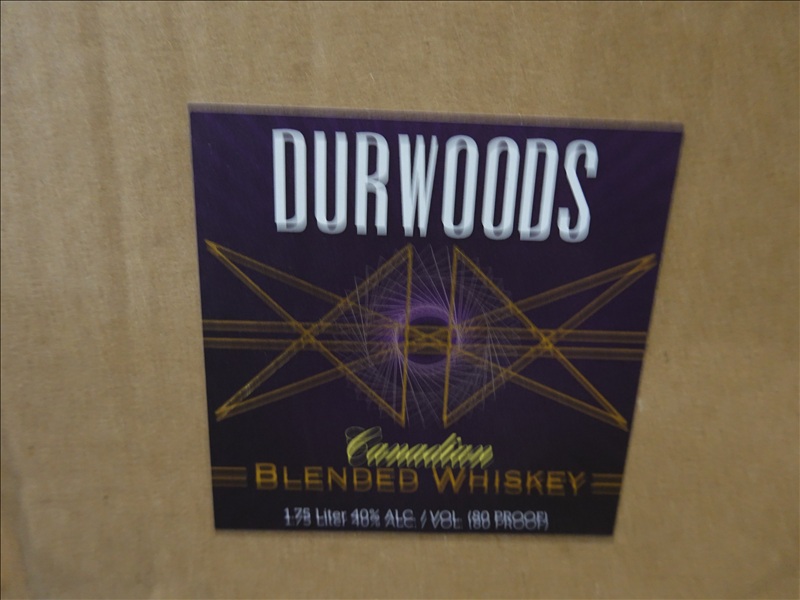 DURWOODS
Canadian
BLENDED WHISKEY
1.75 Liter 40% ALC. / VOL. (80 PROOF)